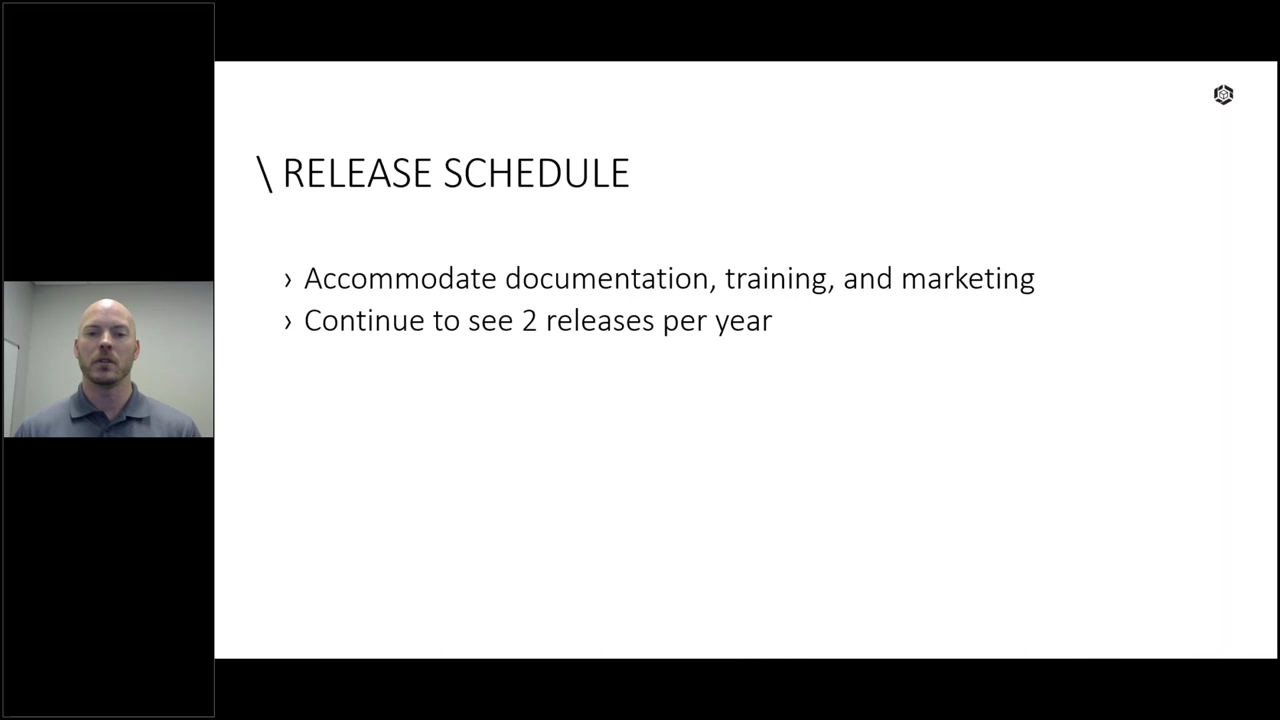 \ RELEASE SCHEDULE
› Accommodate documentation, training, and marketing
› Continue to see 2 releases per year